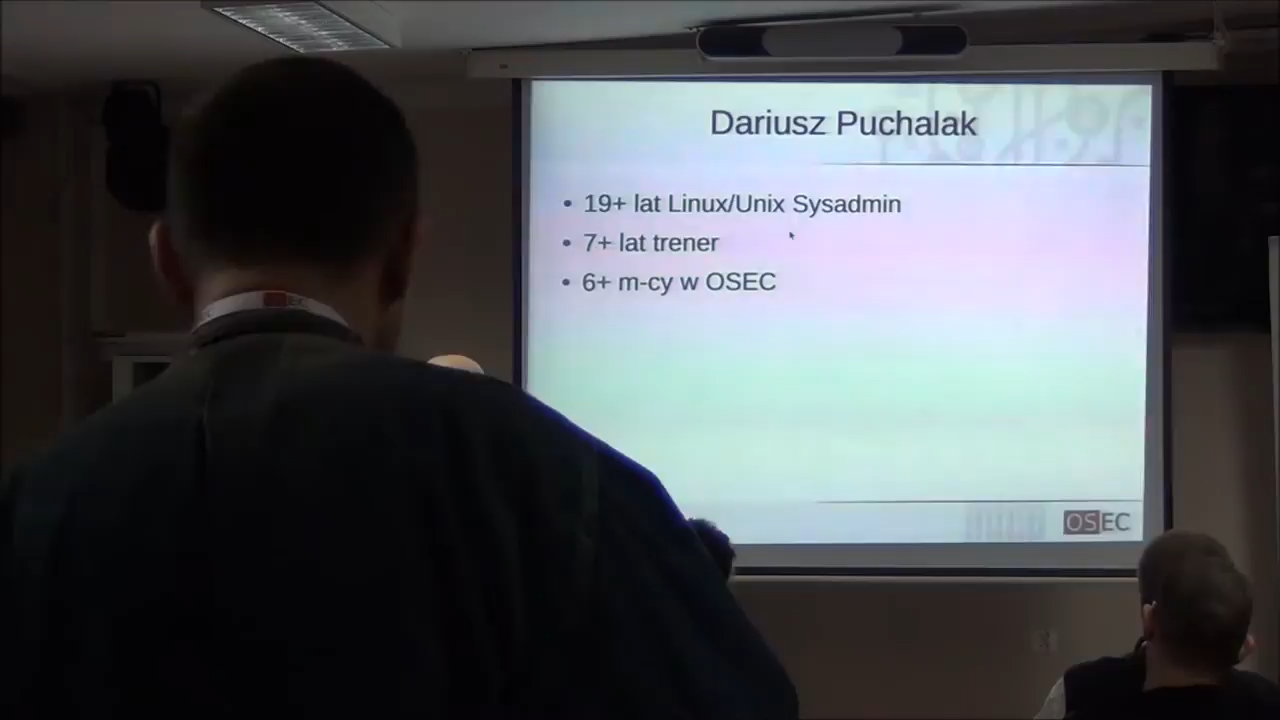 Dariusz Puchalak
19+ lat Linux/Unix Sysadmin
7+ lat trener
6+ m-cy w OSEC
OSEC